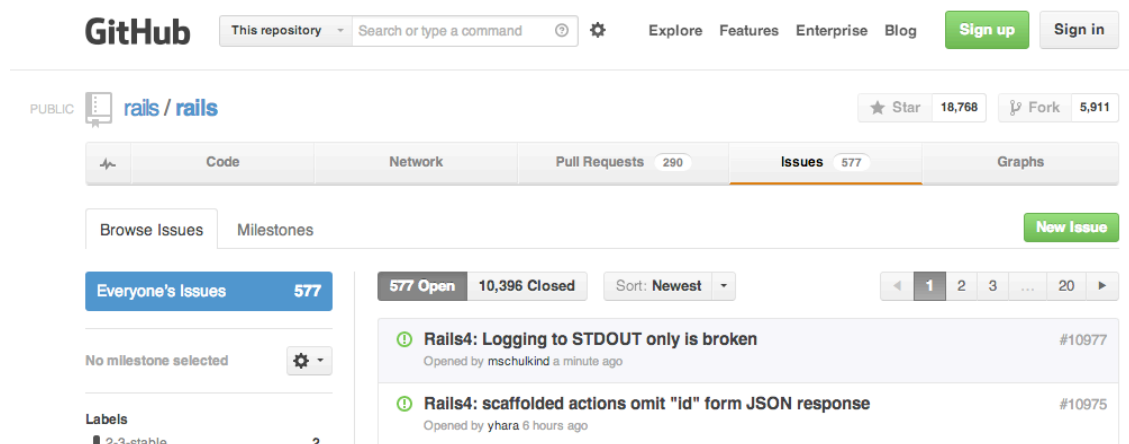 GitHub This repository Search or type a command Explore Features Enterprise Blog Sign up Sign in
PUBLIC rails / rails Star 18,768 Fork 5,911
Code Network Pull Requests 290 Issues 577 Graphs
Browse Issues Milestones New Issue
Everyone's Issues 577
577 Open 10,396 Closed Sort: Newest 1 2 3 ... 20
Rails4: Logging to STDOUT only is broken #10977
Opened by mschulkind a minute ago
No milestone selected
Rails4: scaffolded actions omit "id" form JSON response #10975
Opened by yhara 6 hours ago
Labels
2-3-stable 2